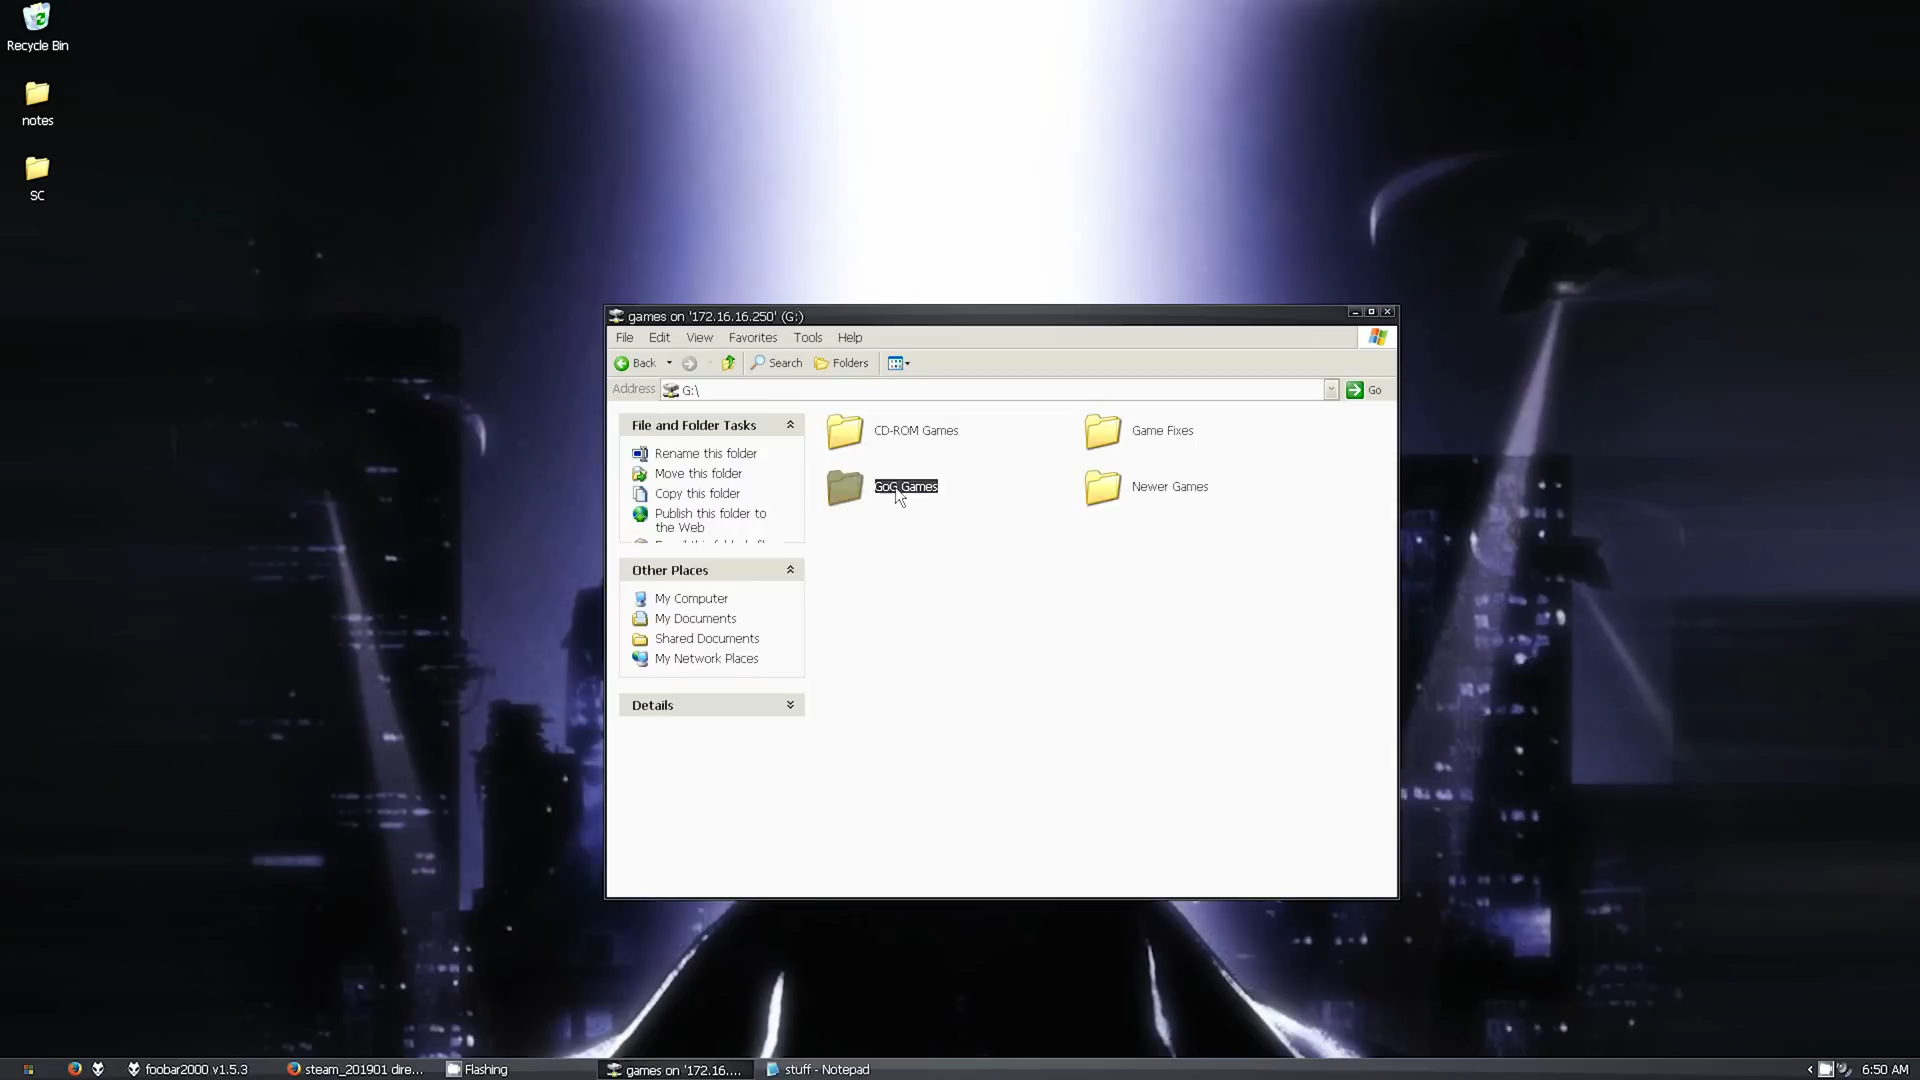 Recycle Bin
notes
SC
games on '172.16.16.250' (G:)
File Edit View Favorites Tools Help
Back Search Folders
Address G:\ Go
File and Folder Tasks
Rename this folder
Move this folder
Copy this folder
Publish this folder to
the Web
Other Places
My Computer
My Documents
Shared Documents
My Network Places
Details
CD-ROM Games
Game Fixes
GoG Games
Newer Games
foobar2000 v1.5.3
steam_201901 dire...
Flashing
games on '172.16....
stuff - Notepad
6:50 AM